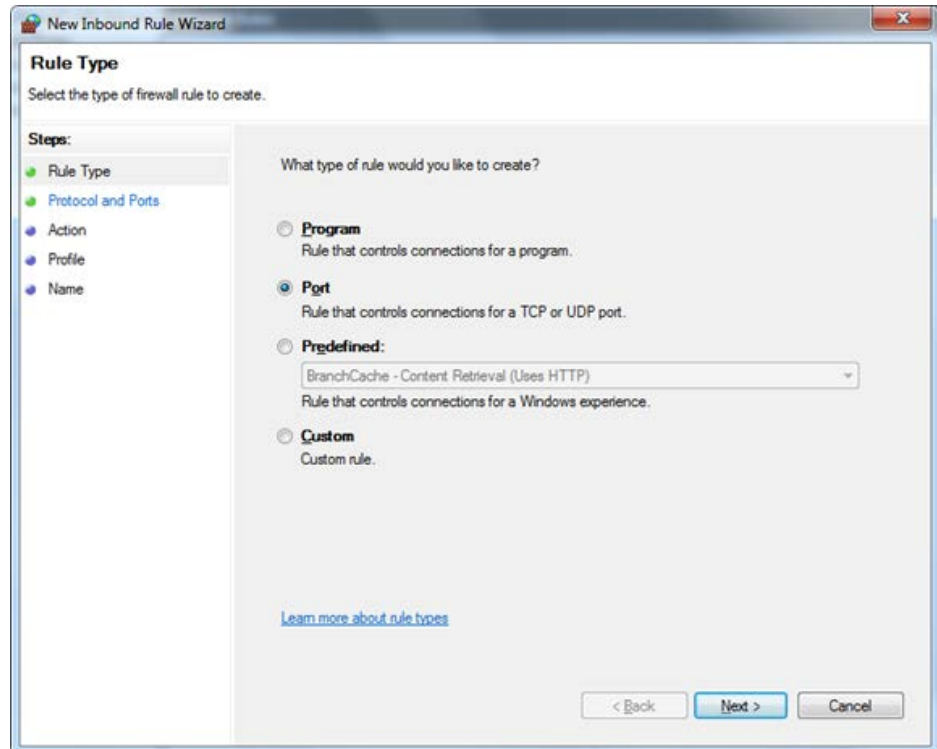 New Inbound Rule Wizard
Rule Type
Select the type of firewall rule to create.
Steps:
Rule Type
Protocol and Ports
Action
Profile
Name
What type of rule would you like to create?
Program
Rule that controls connections for a program.
Port
Rule that controls connections for a TCP or UDP port.
Predefined:
BranchCache - Content Retrieval (Uses HTTP)
Rule that controls connections for a Windows experience.
Custom
Custom rule.
Learn more about rule types
< Back
Next >
Cancel